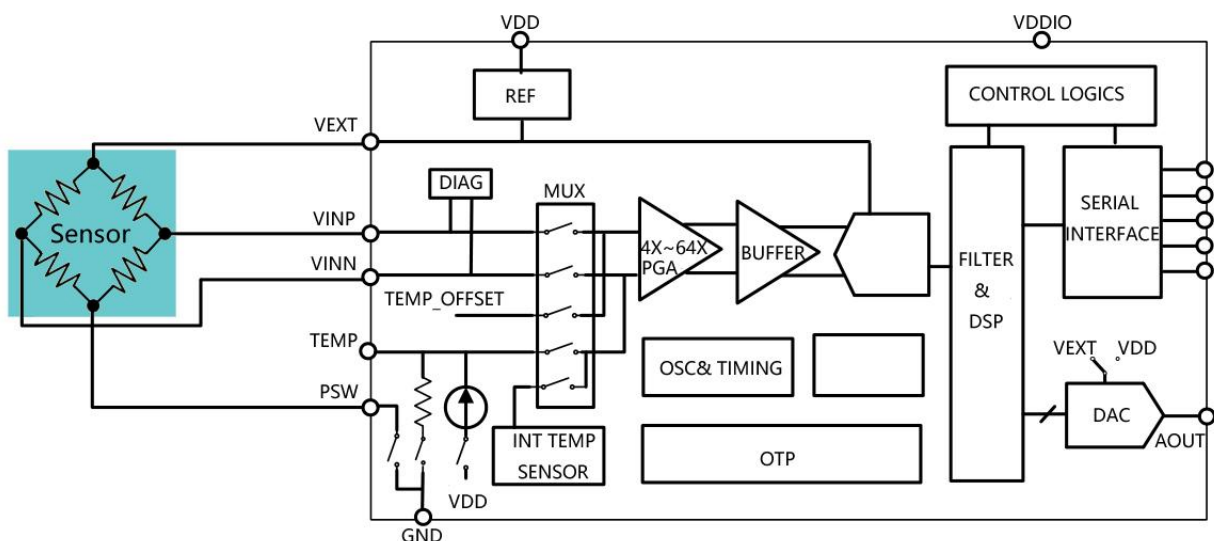 VDD
VDDIO
REF
CONTROL LOGICS
VEXT
DIAG
MUX
VINP
Sensor
4X~64X
PGA
BUFFER
FILTER
&
DSP
SERIAL
INTERFACE
VINN
TEMP_OFFSET
TEMP
OSC& TIMING
VEXT
VDD
PSW
DAC
INT TEMP
SENSOR
OTP
AOUT
VDD
GND